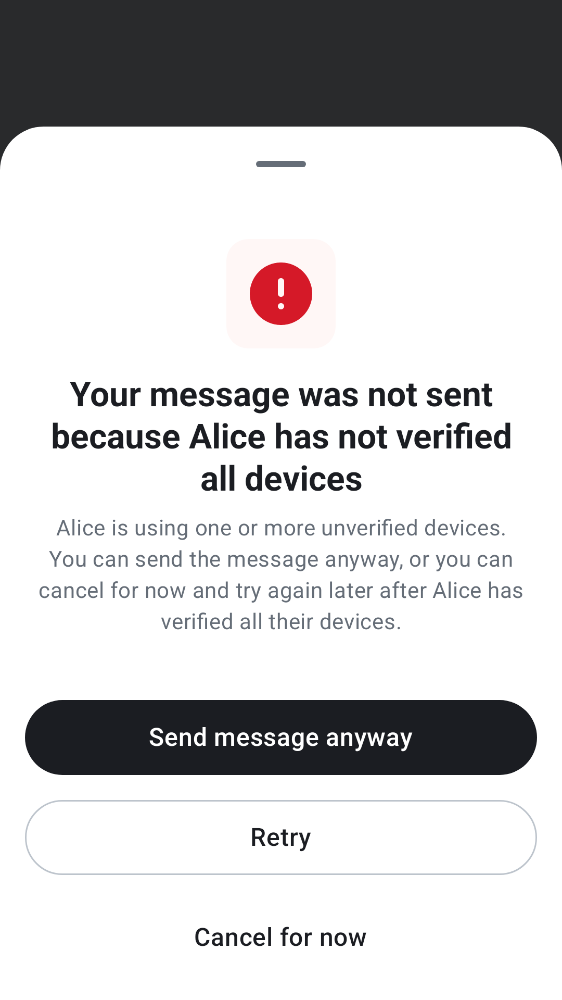 Your message was not sent
because Alice has not verified
all devices
Alice is using one or more unverified devices.
You can send the message anyway, or you can
cancel for now and try again later after Alice has
verified all their devices.
Send message anyway
Retry
Cancel for now